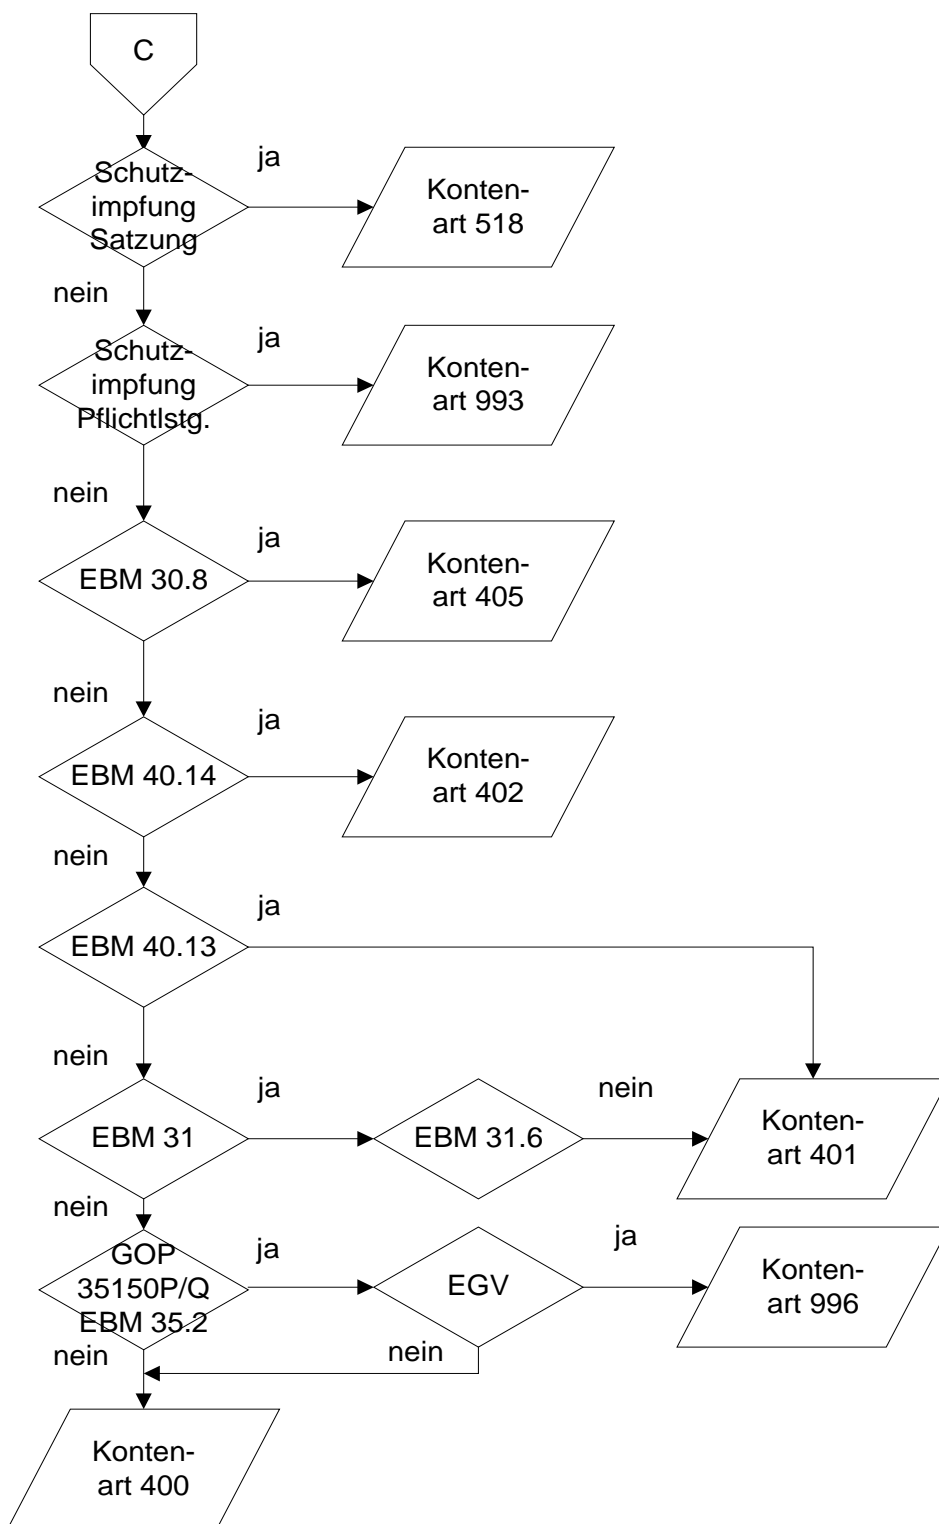 C
ja
Schutz-
impfung
Satzung
Konten-
art 518
nein
ja
Schutz-
impfung
Pflichtlstg.
Konten-
art 993
nein
ja
EBM 30.8
Konten-
art 405
nein
ja
EBM 40.14
Konten-
art 402
nein
ja
EBM 40.13
nein
ja
nein
EBM 31
EBM 31.6
Konten-
art 401
nein
ja
ja
GOP
35150P/Q
EBM 35.2
EGV
Konten-
art 996
nein
nein
Konten-
art 400